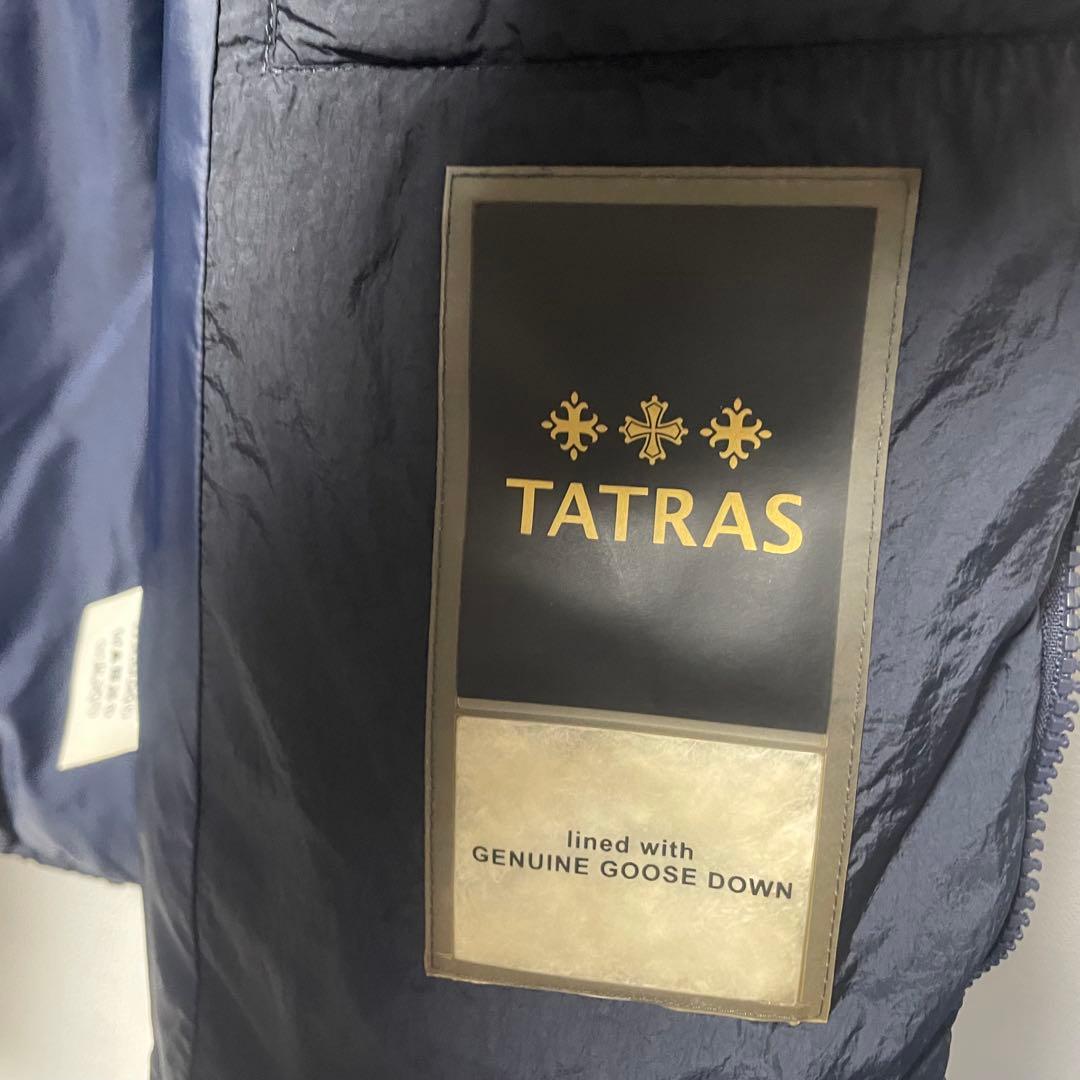 TATRAS
lined with
GENUINE GOOSE DOWN